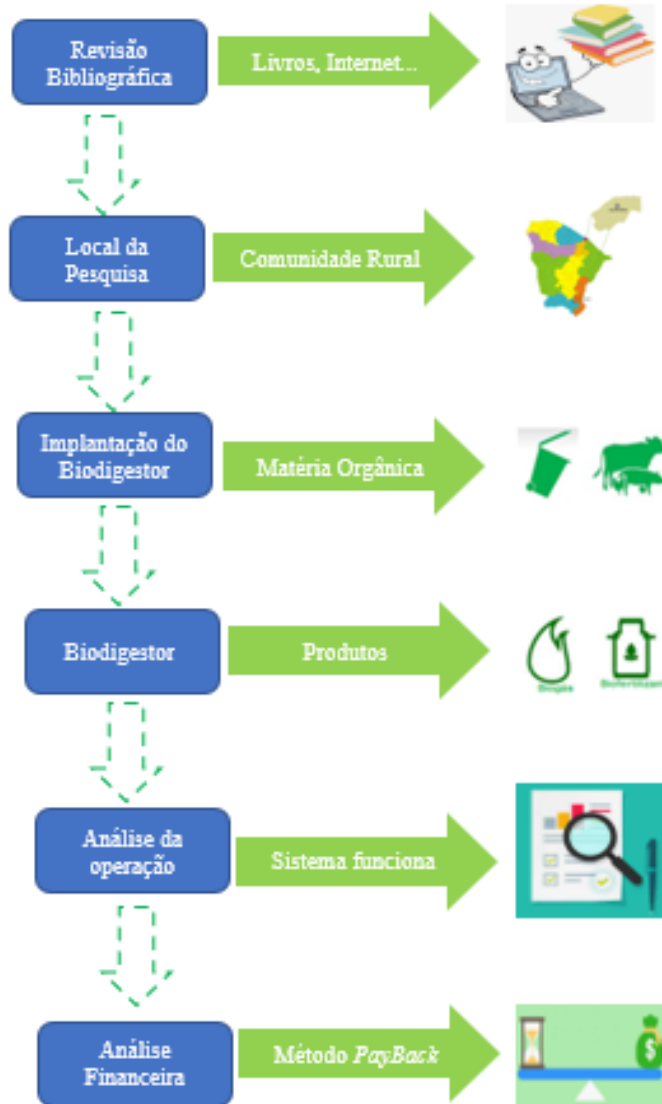 Revisão
Bibliográfica
Livros, Internet...
Local da
Pesquisa
Comunidade Rural
Implantação do
Biodigestor
Matéria Orgânica
Biodigestor
Produtos
Biogás
Análise da
operação
Sistema funciona
Análise
Financeira
Método PayBack
$